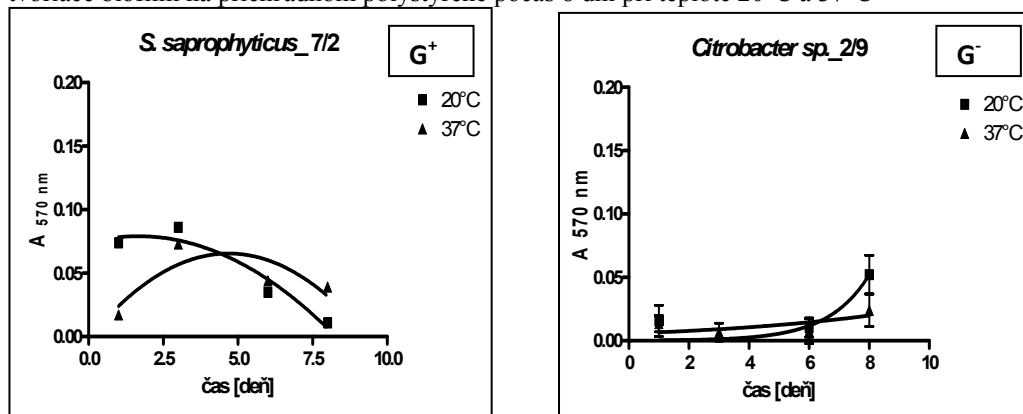 tvoriace biofilm na priehradnom polystyréne počas 8 dní pri teplote 20°C a 37°C
S. saprophyticus_7/2
G+
20°C
37°C
0.20
0.15
0.10
0.05
0.00
A 570 nm
0.0 2.5 5.0 7.5 10.0
čas [deň]
Citrobacter sp._2/9
G-
20°C
37°C
0.20
0.15
0.10
0.05
0.00
A 570 nm
0 2 4 6 8 10
čas [deň]